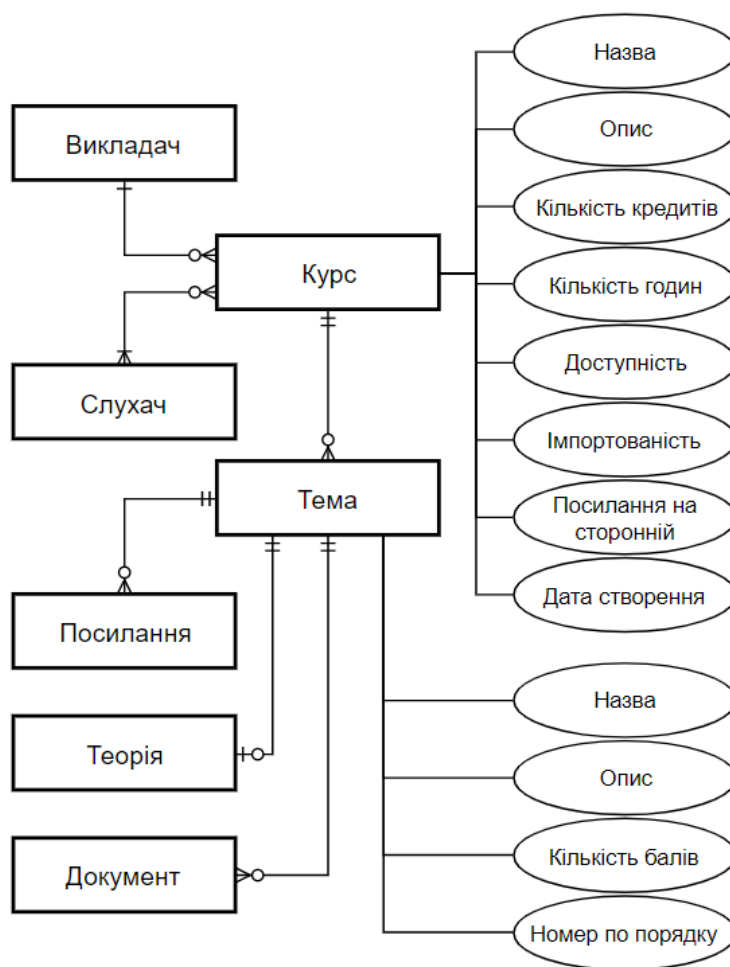 Назва
Викладач
Опис
Кількість кредитів
Курс
Кількість годин
Доступність
Слухач
Імпортованість
Тема
Посилання на
сторонній
Дата створення
Посилання
Назва
Теорія
Опис
Кількість балів
Документ
Номер по порядку